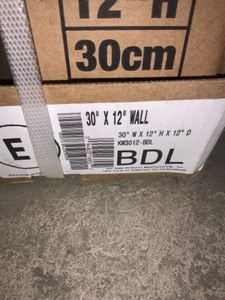 12-H
30cm
E
30" X 12" WALL
30" W X 12" H X 12" D
KW3012-BDL
BDL